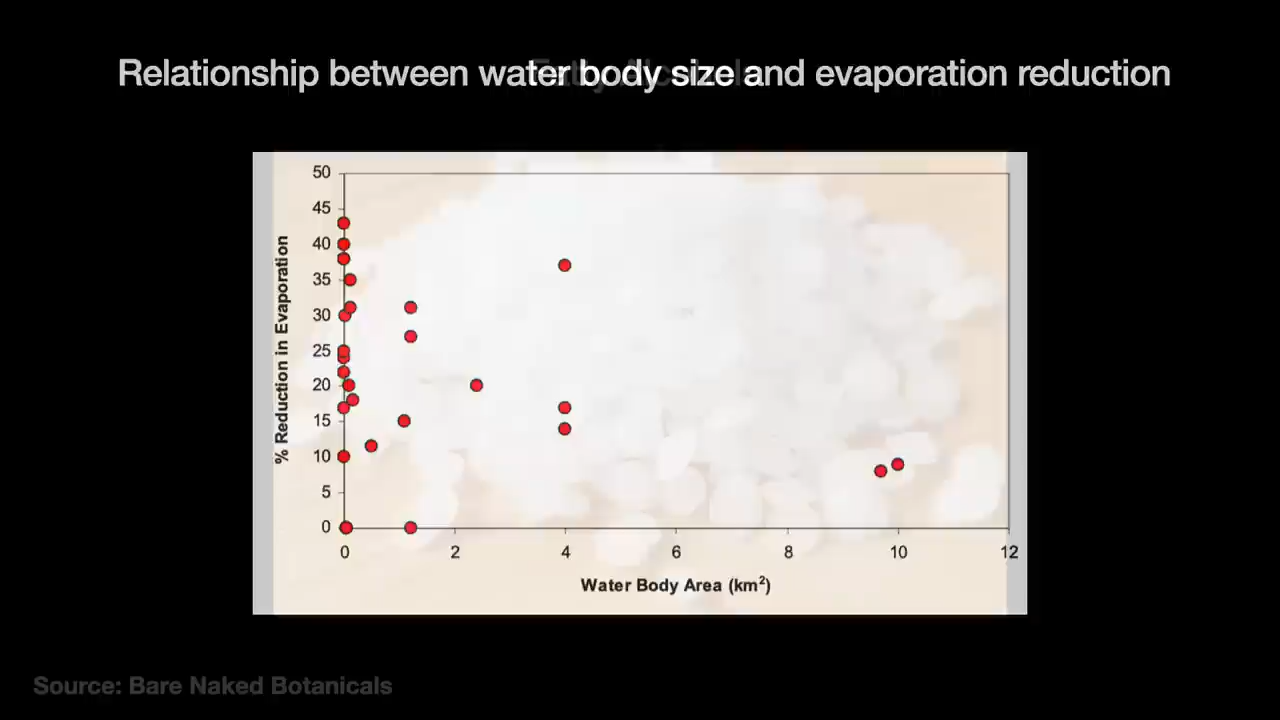 Relationship between water body size and evaporation reduction
50
45
40
35
30
25
20
15
10
5
0
% Reduction in Evaporation
0 2 4 6 8 10 12
Water Body Area (km²)
Source: Bare Naked Botanicals